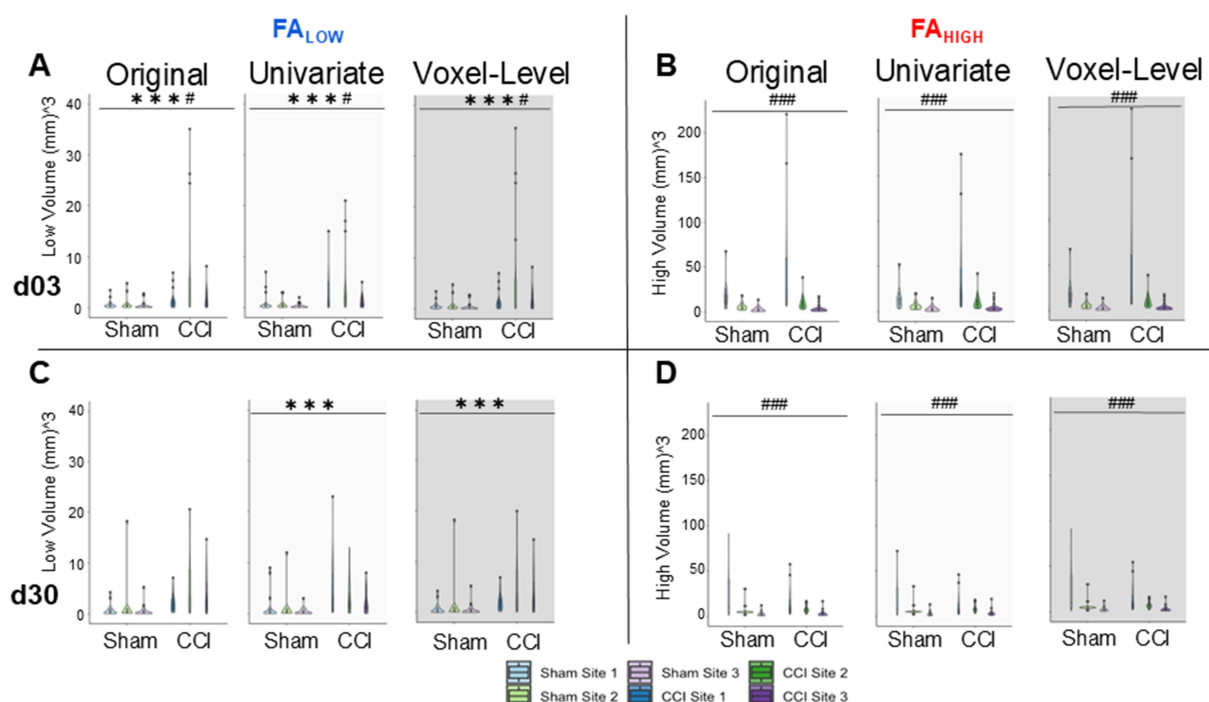 FALOW
FAHIGH
A
Original
Univariate
Voxel-Level
***#
***#
***#
Low Volume (mm)^3
40
30
20
10
0
d03
Sham
CCI
Sham
CCI
Sham
CCI
B
Original
Univariate
Voxel-Level
###
###
###
High Volume (mm)^3
200
150
100
50
0
Sham
CCI
Sham
CCI
Sham
CCI
C
***
***
Low Volume (mm)^3
40
30
20
10
0
d30
Sham
CCI
Sham
CCI
Sham
CCI
D
###
###
###
High Volume (mm)^3
200
150
100
50
0
Sham
CCI
Sham
CCI
Sham
CCI
Sham Site 1
Sham Site 3
CCI Site 2
Sham Site 2
CCI Site 1
CCI Site 3